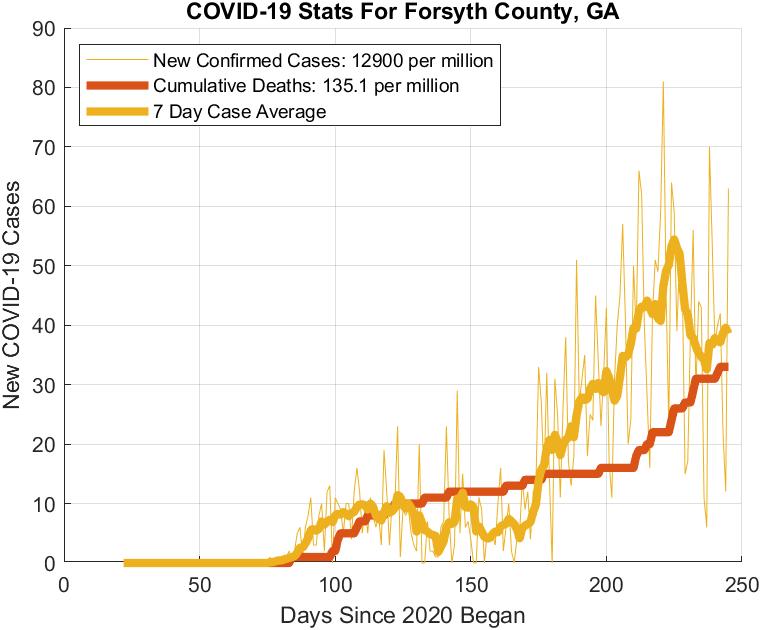 COVID-19 Stats For Forsyth County, GA
New Confirmed Cases: 12900 per million
Cumulative Deaths: 135.1 per million
7 Day Case Average
New COVID-19 Cases
90
80
70
60
50
40
30
20
10
0
0 50 100 150 200 250
Days Since 2020 Began